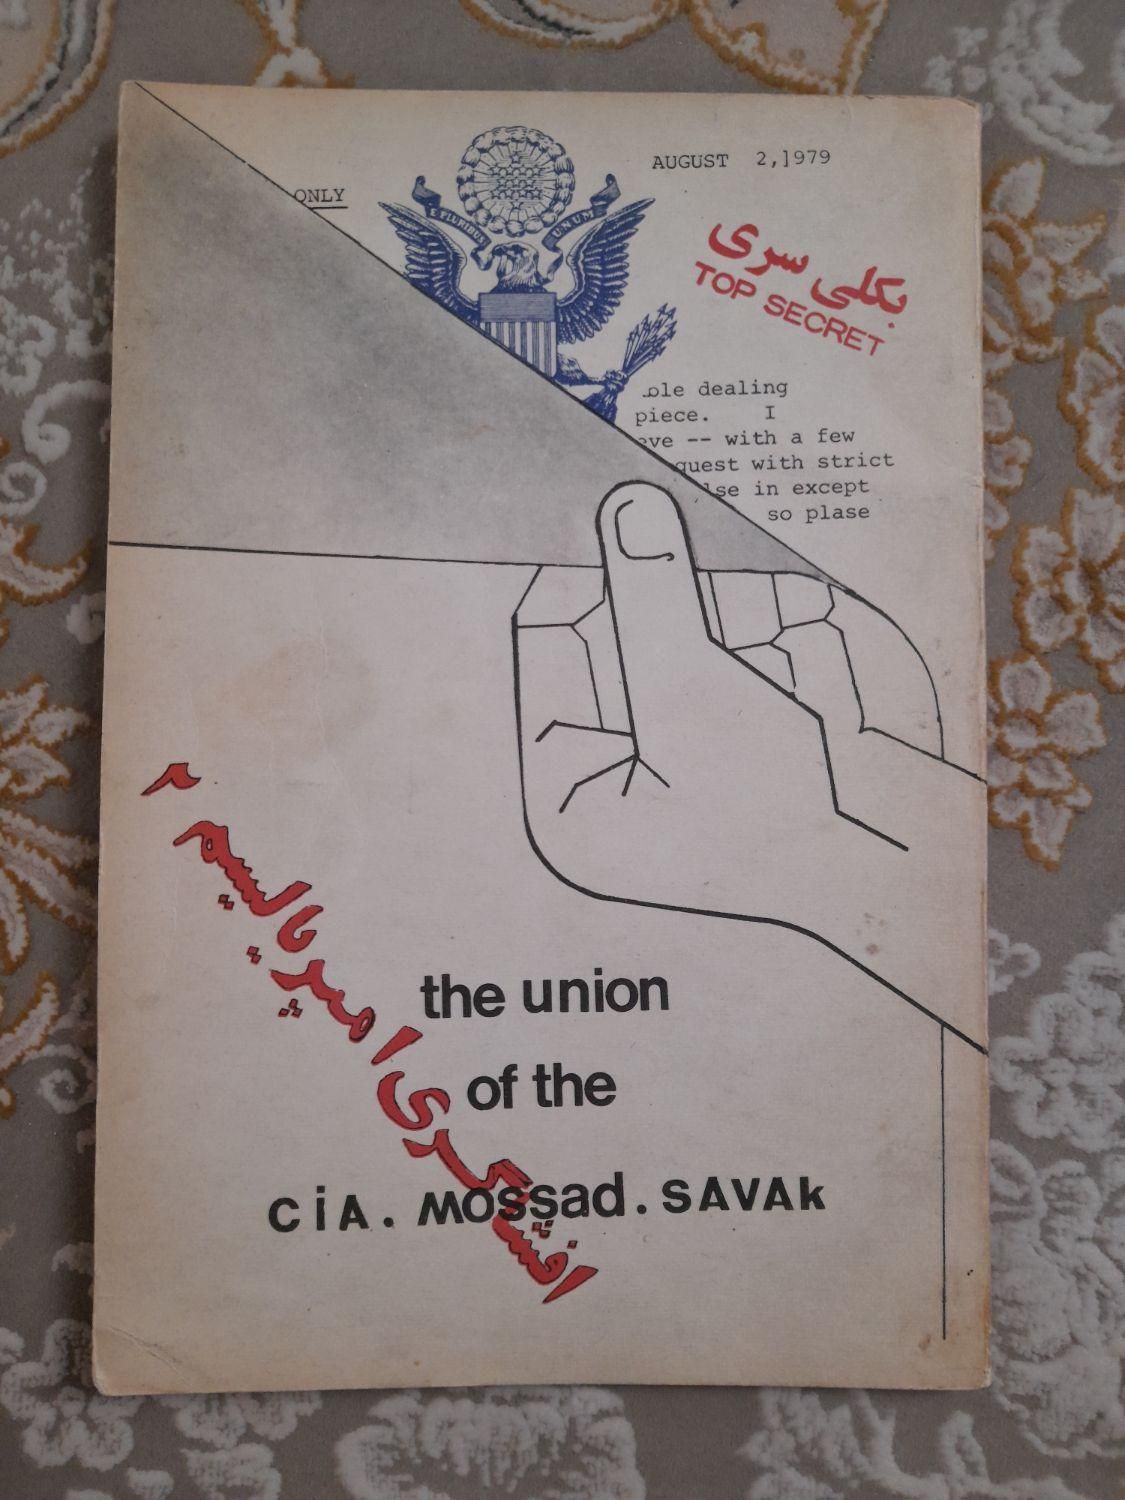 AUGUST 2,1979
ONLY
E PLURIBUS UNUM
بکلی سری
TOP SECRET
ole dealing
piece. I
eve -- with a few
quest with strict
lse in except
so plase
افشاگری امپریالیسم ۲
the union
of the
CiA. Mossad. SAVAk